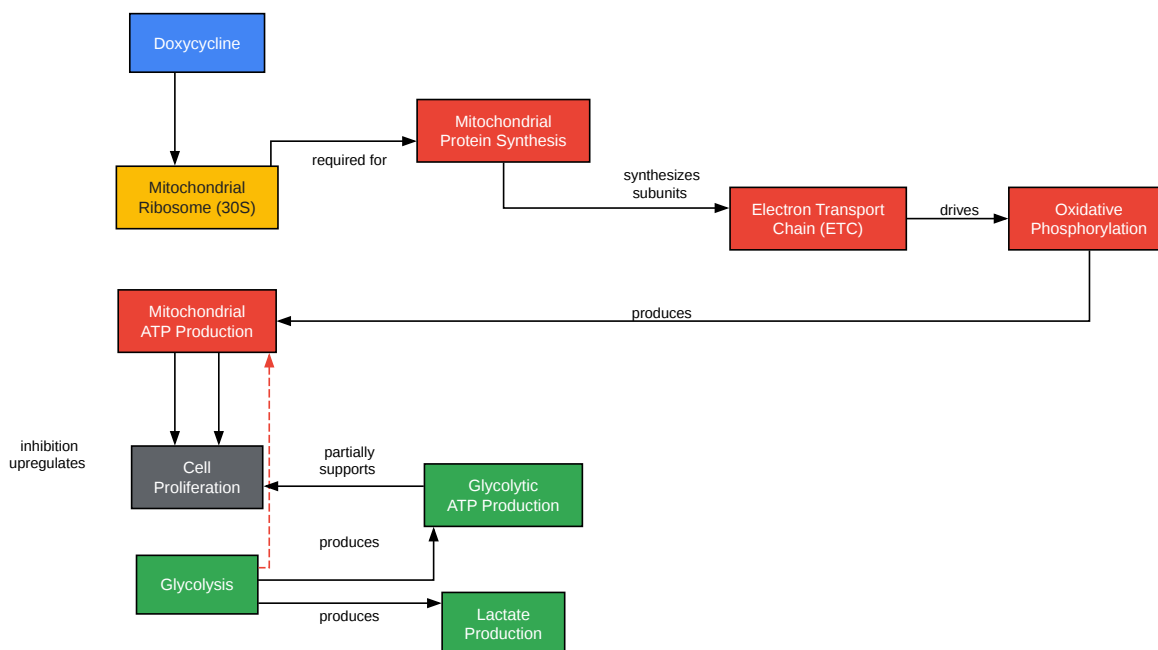 Doxycycline
Mitochondrial
Protein Synthesis
required for
Mitochondrial
Ribosome (30S)
synthesizes
subunits
Electron Transport
Chain (ETC)
drives
Oxidative
Phosphorylation
Mitochondrial
ATP Production
produces
inhibition
upregulates
Cell
Proliferation
partially
supports
Glycolytic
ATP Production
produces
Glycolysis
produces
Lactate
Production